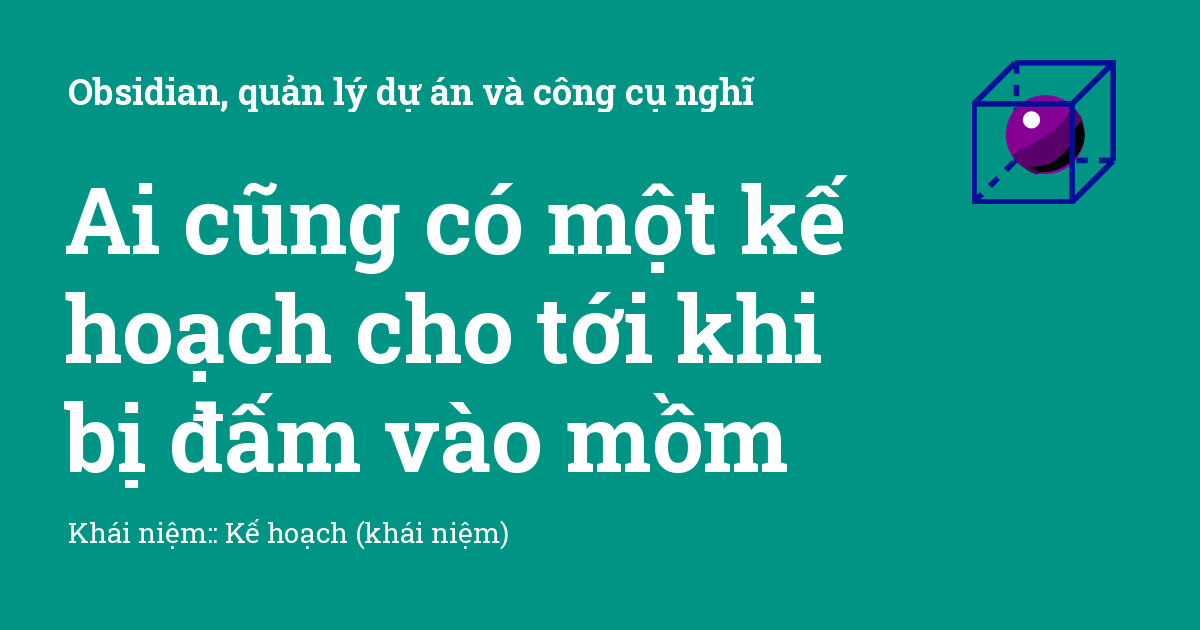 Obsidian, quản lý dự án và công cụ nghĩ
Ai cũng có một kế
hoạch cho tới khi
bị đấm vào mồm
Khái niệm:: Kế hoạch (khái niệm)